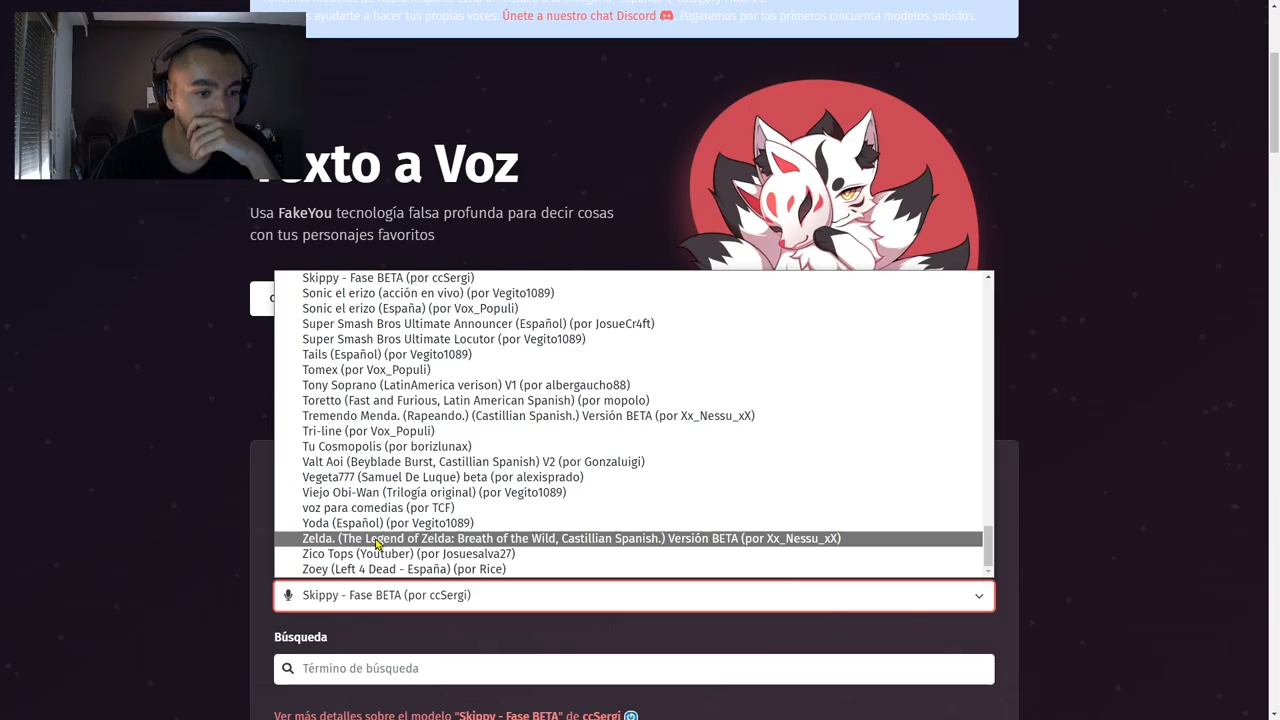 s ayudarte a hacer tus propias voces. Únete a nuestro chat Discord. Pagaremos por los primeros cincuenta modelos subidos.
xto a Voz
Usa FakeYou tecnología falsa profunda para decir cosas
con tus personajes favoritos
Skippy - Fase BETA (por ccSergi)
Sonic el erizo (acción en vivo) (por Vegito1089)
Sonic el erizo (España) (por Vox_Populi)
Super Smash Bros Ultimate Announcer (Español) (por JosueCr4ft)
Super Smash Bros Ultimate Locutor (por Vegito1089)
Tails (Español) (por Vegito1089)
Tomex (por Vox_Populi)
Tony Soprano (LatinAmerica verison) V1 (por albergaucho88)
Toretto (Fast and Furious, Latin American Spanish) (por mopolo)
Tremendo Menda. (Rapeando.) (Castillian Spanish.) Versión BETA (por Xx_Nessu_xX)
Tri-line (por Vox_Populi)
Tu Cosmopolis (por borizlunax)
Valt Aoi (Beyblade Burst, Castillian Spanish) V2 (por Gonzaluigi)
Vegeta777 (Samuel De Luque) beta (por alexisprado)
Viejo Obi-Wan (Trilogía original) (por Vegito1089)
voz para comedias (por TCF)
Yoda (Español) (por Vegito1089)
Zelda. (The Legend of Zelda: Breath of the Wild, Castillian Spanish.) Versión BETA (por Xx_Nessu_xX)
Zico Tops (Youtuber) (por Josuesalva27)
Zoey (Left 4 Dead - España) (por Rice)
Skippy - Fase BETA (por ccSergi)
Búsqueda
Término de búsqueda
Ver más detalles sobre el modelo "Skippy - Fase BETA" de ccSergi